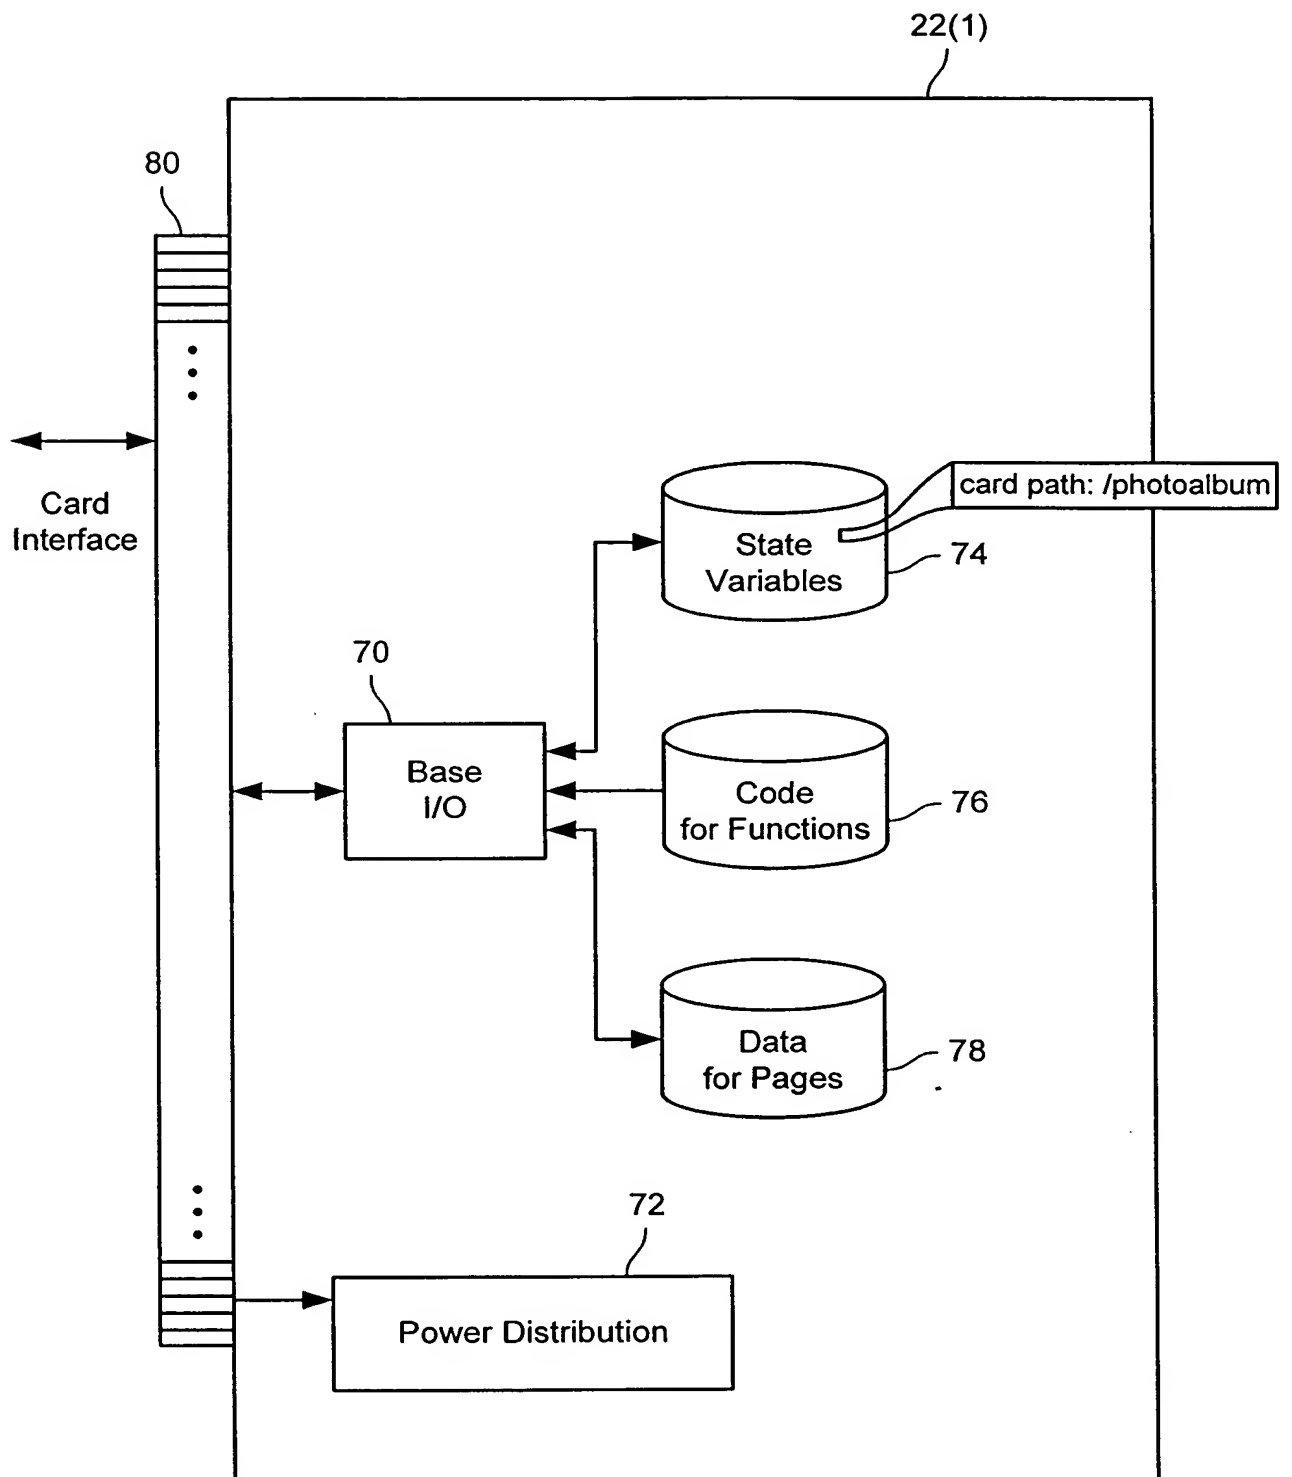 22(1)
80
Card
Interface
card path: /photoalbum
State
Variables
74
70
Base
I/O
Code
for Functions
76
Data
for Pages
78
72
Power Distribution